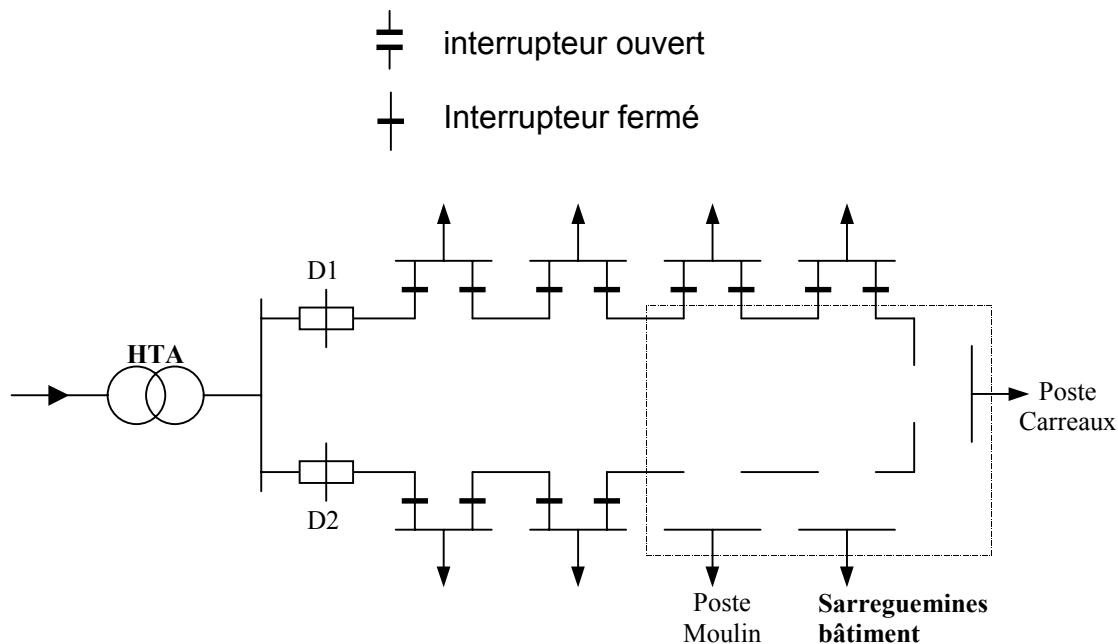 interrupteur ouvert
Interrupteur fermé
D1
HTA
Poste
Carreaux
D2
Poste
Moulin
Sarreguemines
bâtiment